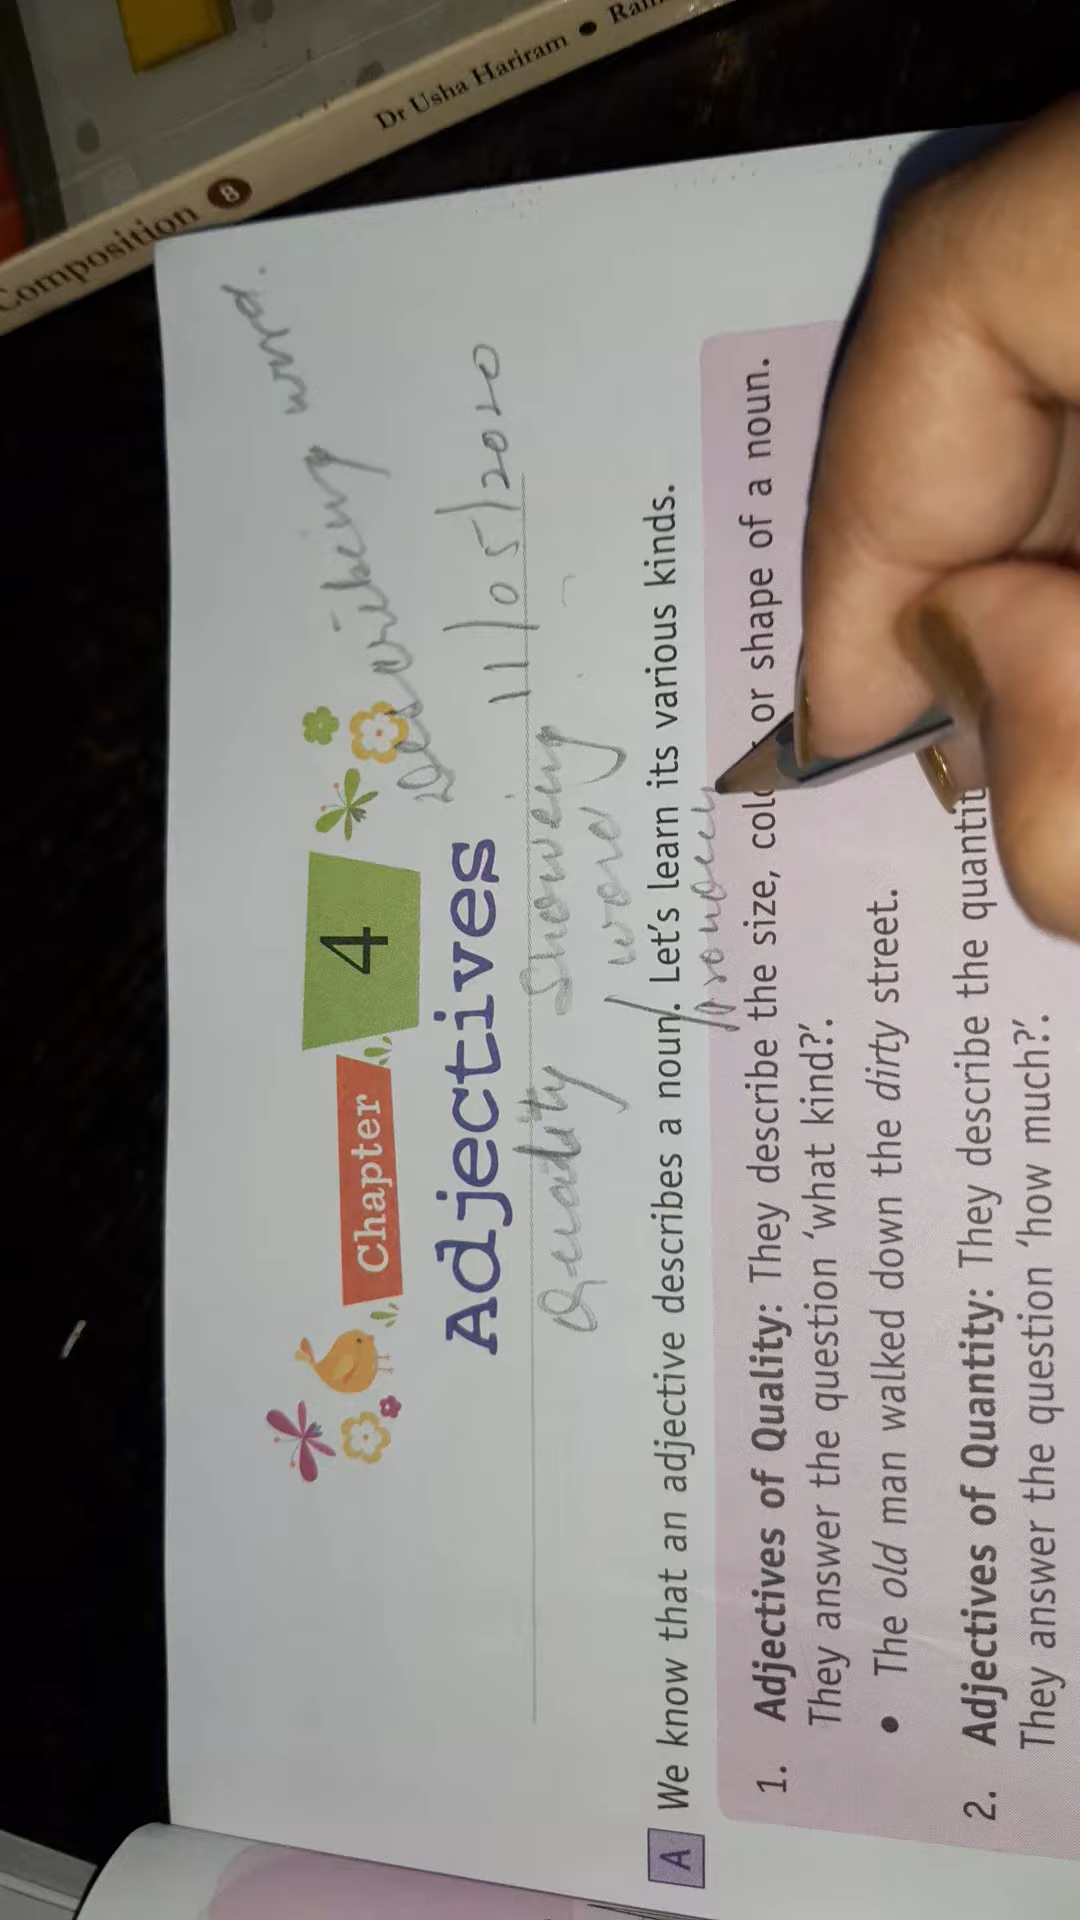 Composition 8 Dr Usha Hariram • Ram
Describing word.
Chapter 4
Adjectives
11/05/2020
Quality showing
word
A We know that an adjective describes a noun/. Let's learn its various kinds.
1. Adjectives of Quality: They describe the size, colo or shape of a noun.
They answer the question 'what kind?'.
• The old man walked down the dirty street.
2. Adjectives of Quantity: They describe the quantit
They answer the question 'how much?'.